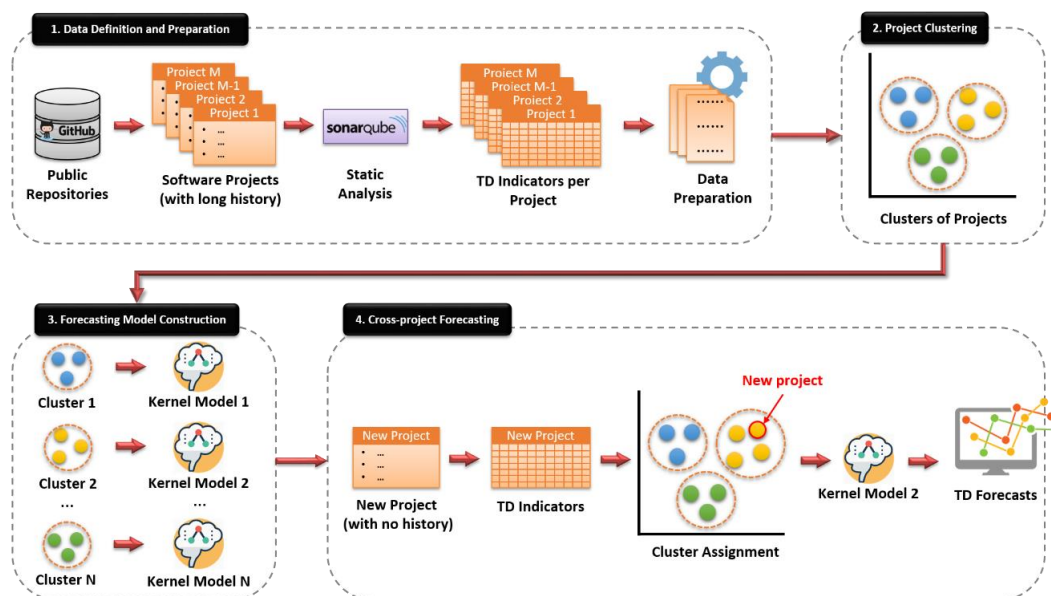 1. Data Definition and Preparation
GitHub
Public
Repositories
Project M
Project M-1
Project 2
Project 1
• ...
•
• ...
Software Projects
(with long history)
sonarqube
Static
Analysis
Project M
Project M-1
Project 2
Project 1
TD Indicators per
Project
......
......
......
Data
Preparation
2. Project Clustering
Clusters of Projects
3. Forecasting Model Construction
Cluster 1
Kernel Model 1
Cluster 2
Kernel Model 2
...
...
Cluster N
Kernel Model N
4. Cross-project Forecasting
New Project
• ...
•
• ...
New Project
(with no history)
New Project
TD Indicators
New project
Cluster Assignment
Kernel Model 2
TD Forecasts